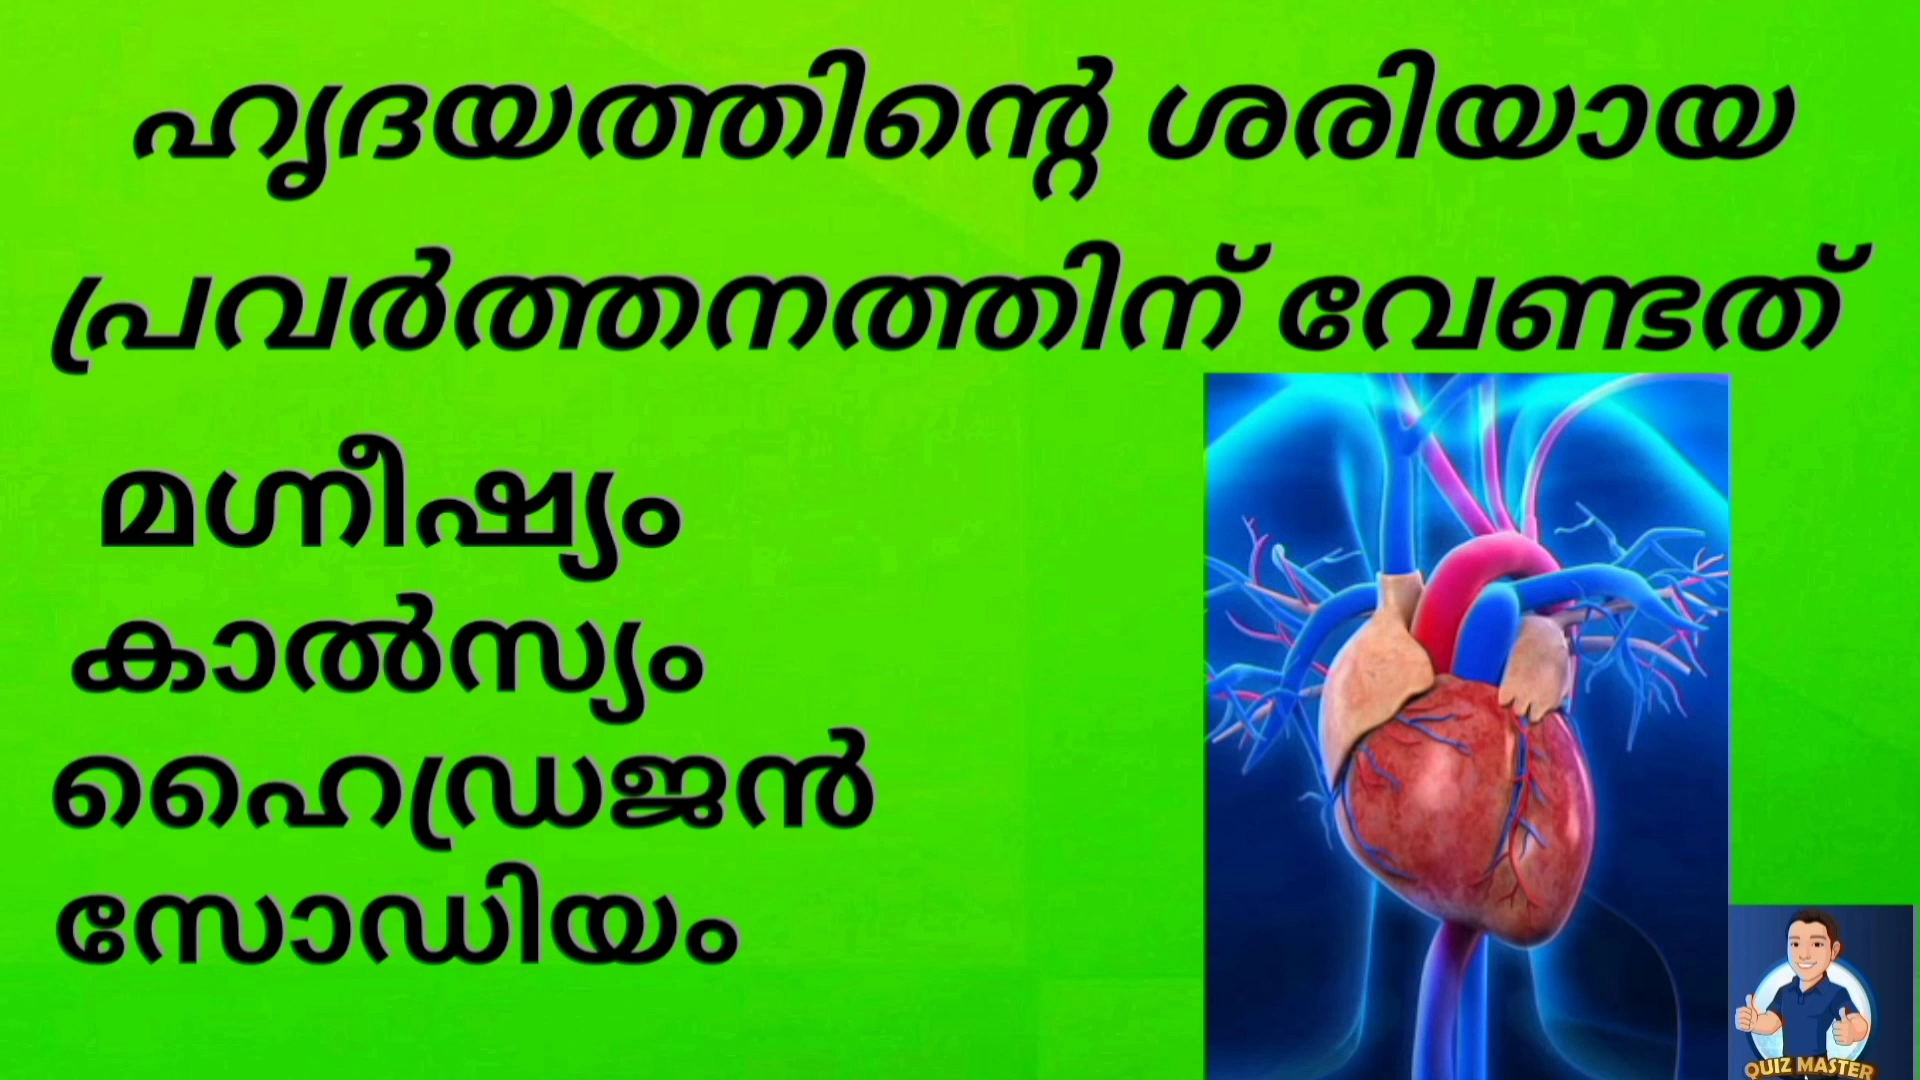 ഹൃദയത്തിന്റെ ശരിയായ
പ്രവർത്തനത്തിന് വേണ്ടത്
മഗ്നീഷ്യം
കാൽസ്യം
ഹൈഡ്രജൻ
സോഡിയം
QUIZ MASTER